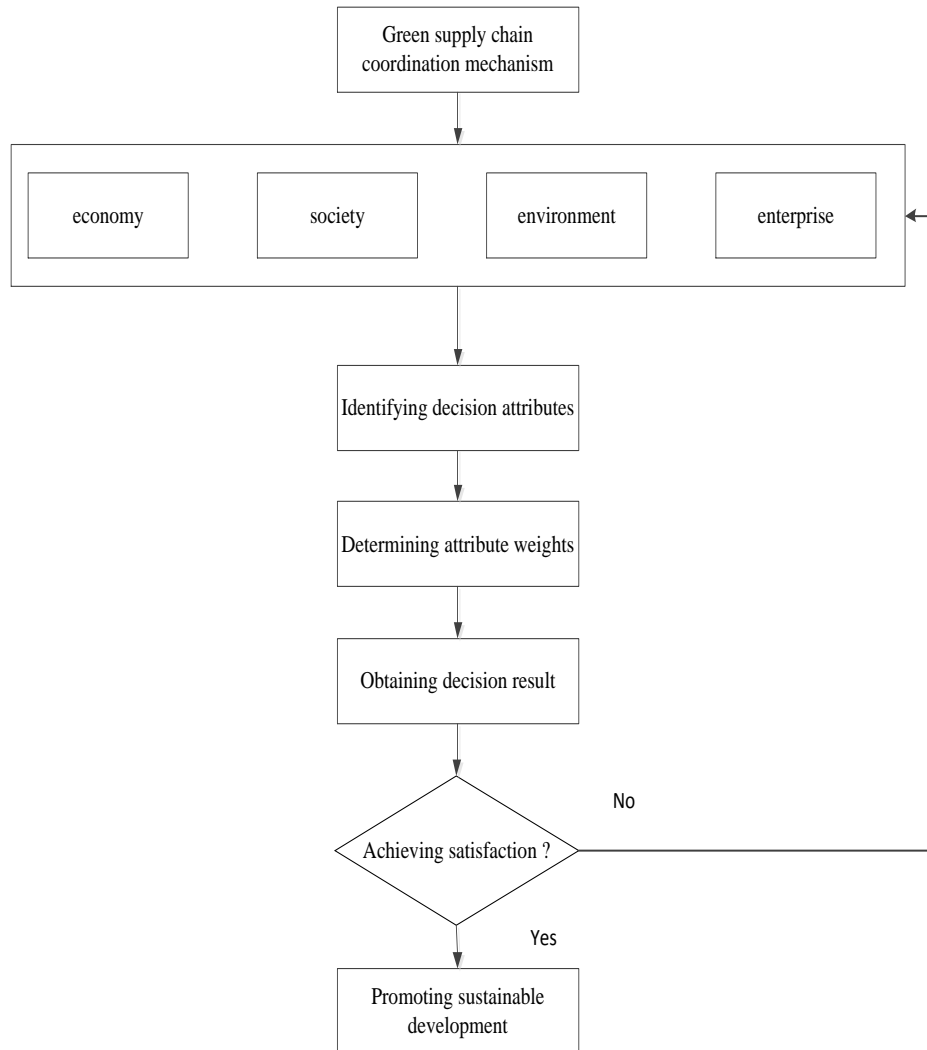 Green supply chain
coordination mechanism
economy
society
environment
enterprise
Identifying decision attributes
Determining attribute weights
Obtaining decision result
No
Achieving satisfaction ?
Yes
Promoting sustainable
development